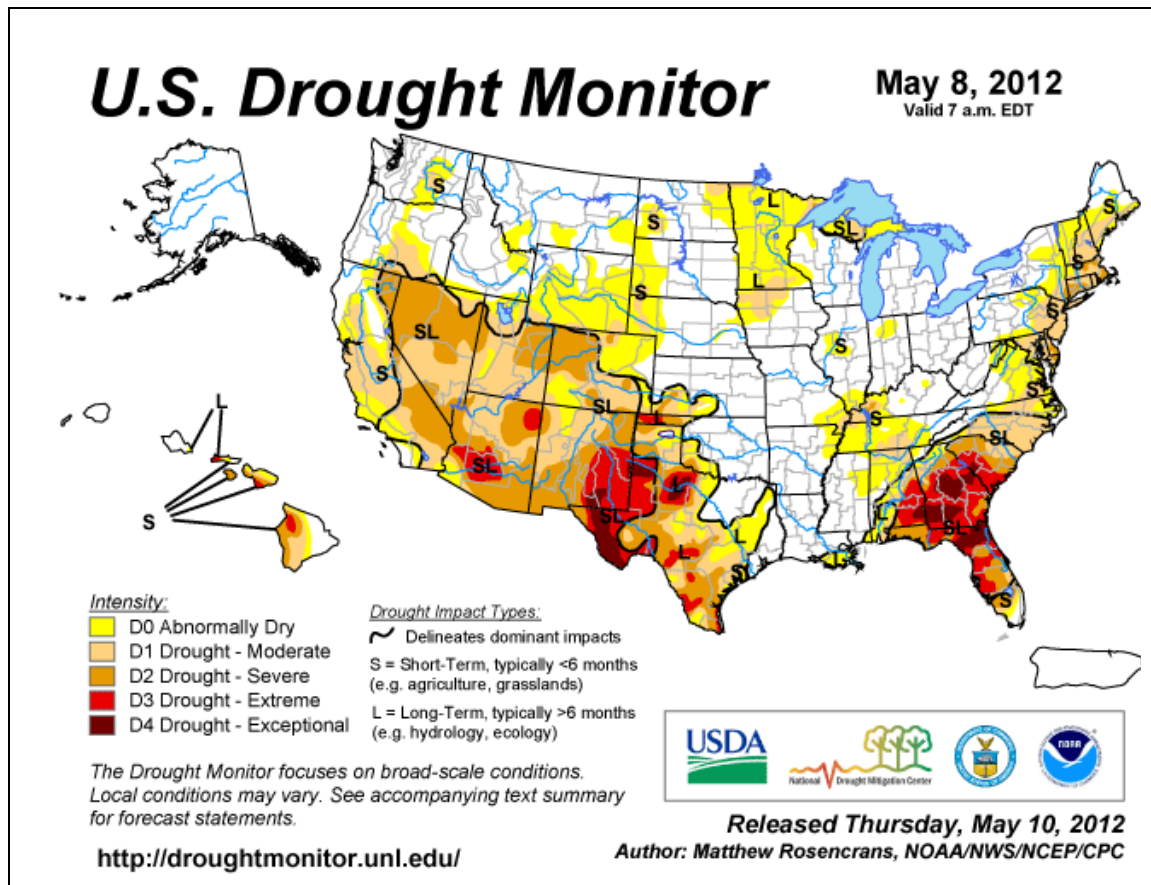 U.S. Drought Monitor
May 8, 2012
Valid 7 a.m. EDT
S
L
S
SL
S
L
S
S
SL
S
L
S
S
S
SL
S
S
SL
SL
SL
L
SL
SL
L
L
L
S
L
S
L
S
Intensity:
D0 Abnormally Dry
D1 Drought - Moderate
D2 Drought - Severe
D3 Drought - Extreme
D4 Drought - Exceptional
Drought Impact Types:
Delineates dominant impacts
S = Short-Term, typically <6 months
(e.g. agriculture, grasslands)
L = Long-Term, typically >6 months
(e.g. hydrology, ecology)
USDA
National Drought Mitigation Center
NOAA
The Drought Monitor focuses on broad-scale conditions.
Local conditions may vary. See accompanying text summary
for forecast statements.
http://droughtmonitor.unl.edu/
Released Thursday, May 10, 2012
Author: Matthew Rosencrans, NOAA/NWS/NCEP/CPC